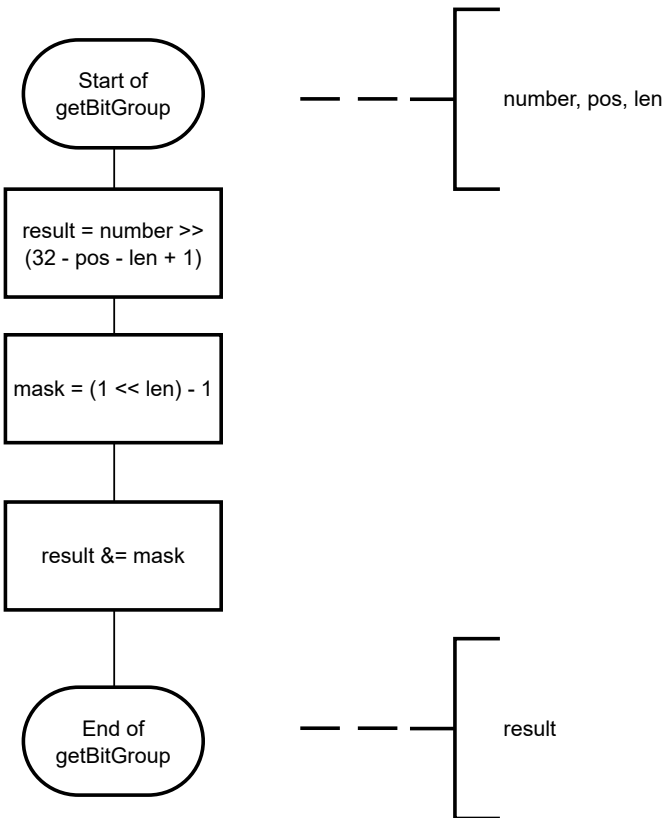 Start of
getBitGroup
number, pos, len
result = number >>
(32 - pos - len + 1)
mask = (1 << len) - 1
result &= mask
End of
getBitGroup
result